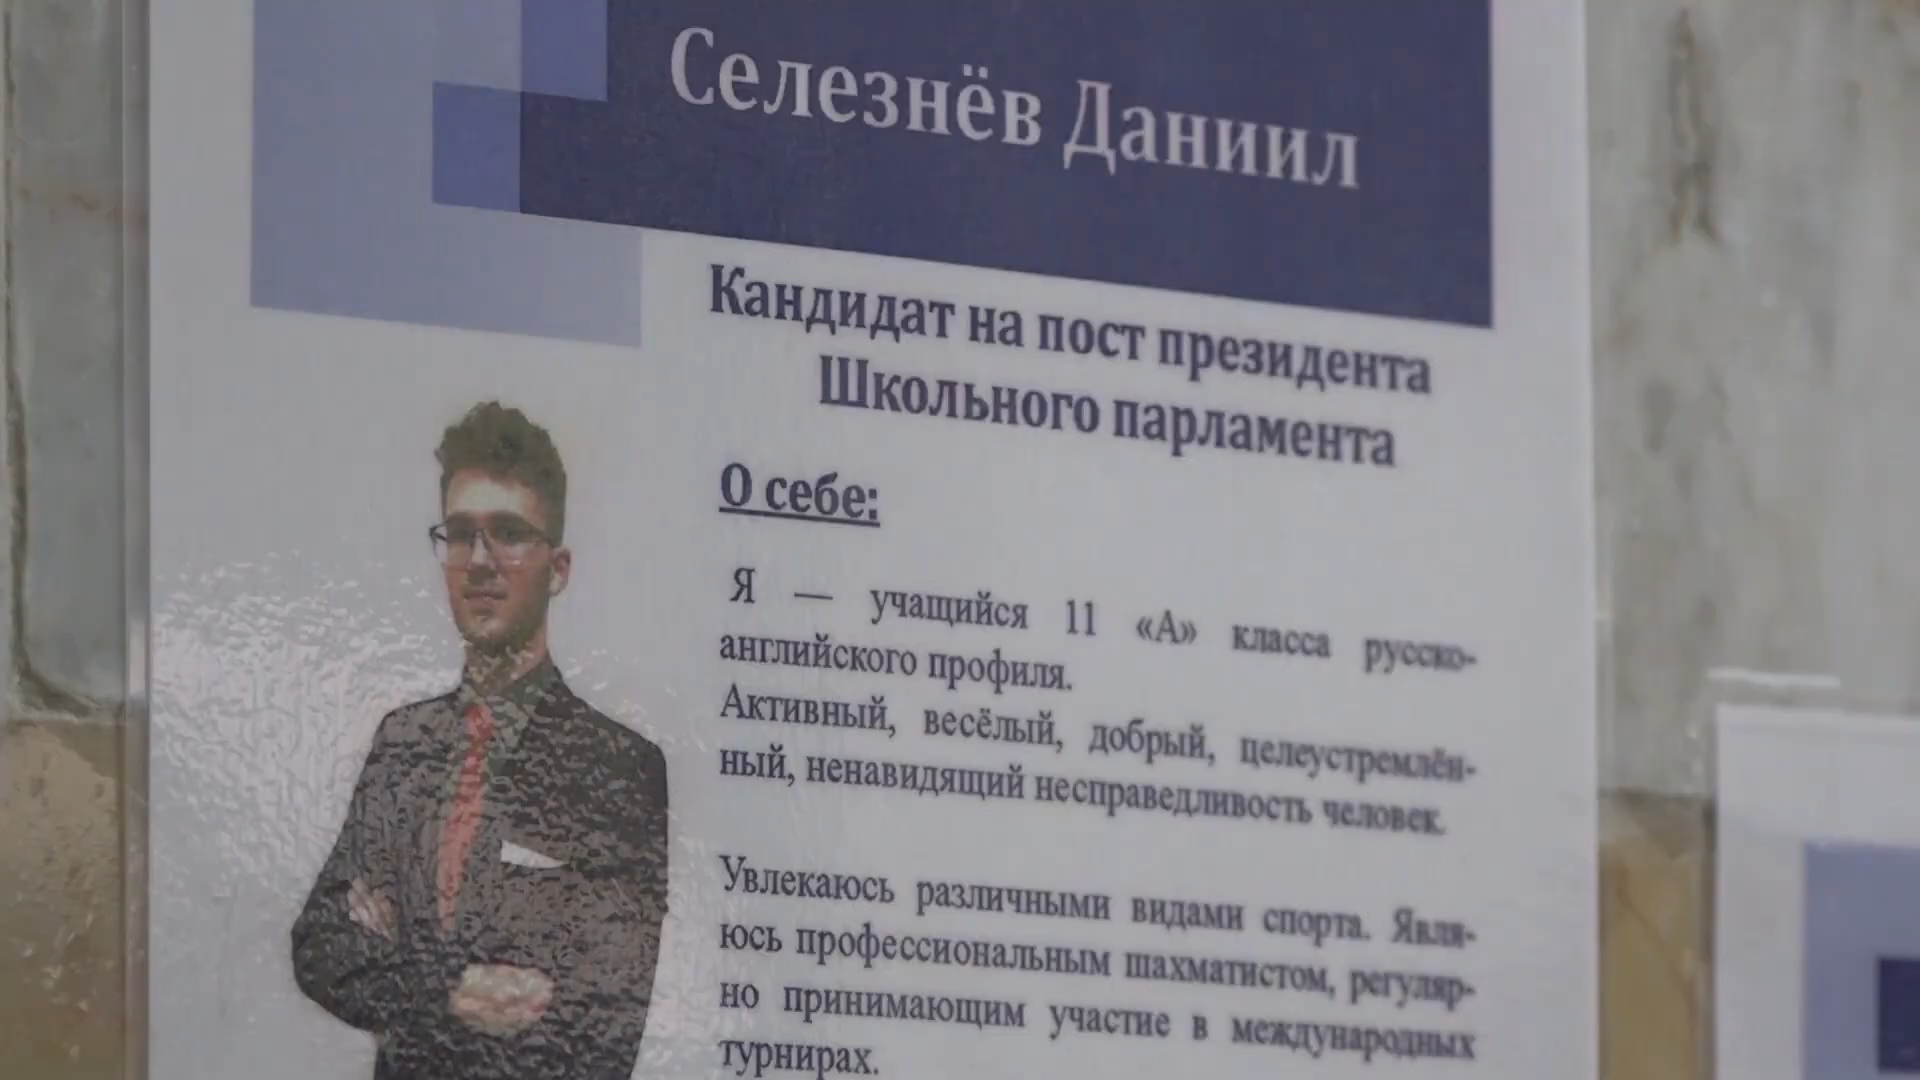 Селезнёв Даниил
Кандидат на пост президента
Школьного парламента
О себе:
Я — учащийся 11 «А» класса русско-
английского профиля.
Активный, весёлый, добрый, целеустремлён-
ный, ненавидящий несправедливость человек.
Увлекаюсь различными видами спорта. Явля-
юсь профессиональным шахматистом, регуляр-
но принимающим участие в международных
турнирах.